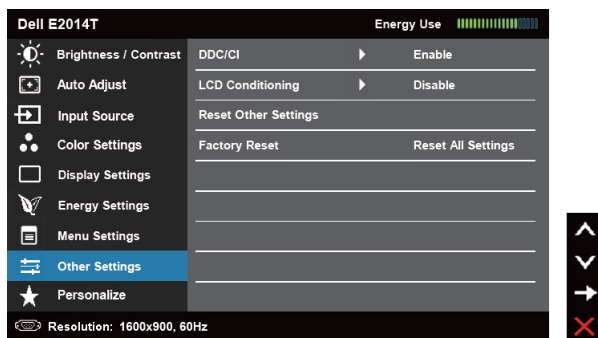 Dell E2014T Energy Use
Brightness / Contrast DDC/CI Enable
Auto Adjust LCD Conditioning Disable
Input Source Reset Other Settings
Color Settings Factory Reset Reset All Settings
Display Settings
Energy Settings
Menu Settings
Other Settings
Personalize
Resolution: 1600x900, 60Hz